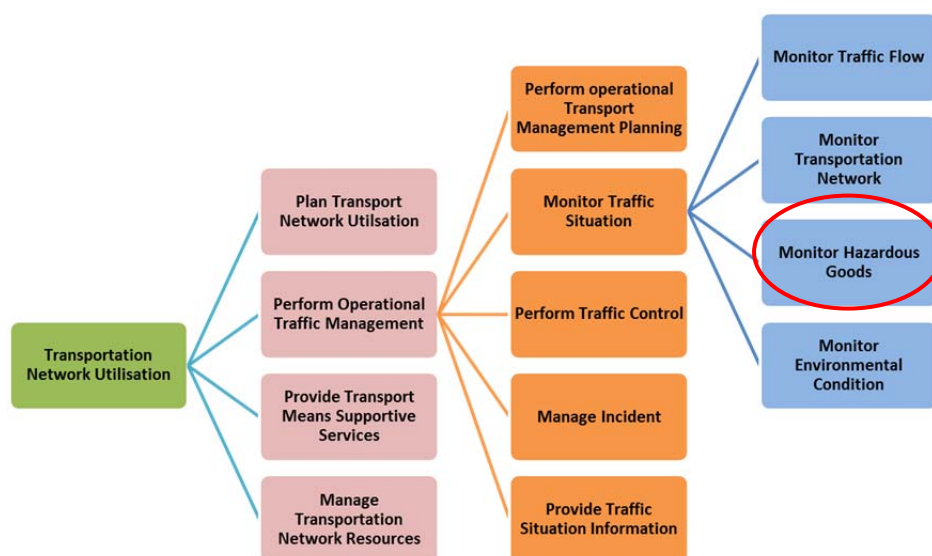 Transportation
Network Utilisation
Plan Transport
Network Utilisation
Perform Operational
Traffic Management
Provide Transport
Means Supportive
Services
Manage
Transportation
Network Resources
Perform operational
Transport
Management Planning
Monitor Traffic
Situation
Perform Traffic Control
Manage Incident
Provide Traffic
Situation Information
Monitor Traffic Flow
Monitor
Transportation
Network
Monitor Hazardous
Goods
Monitor
Environmental
Condition